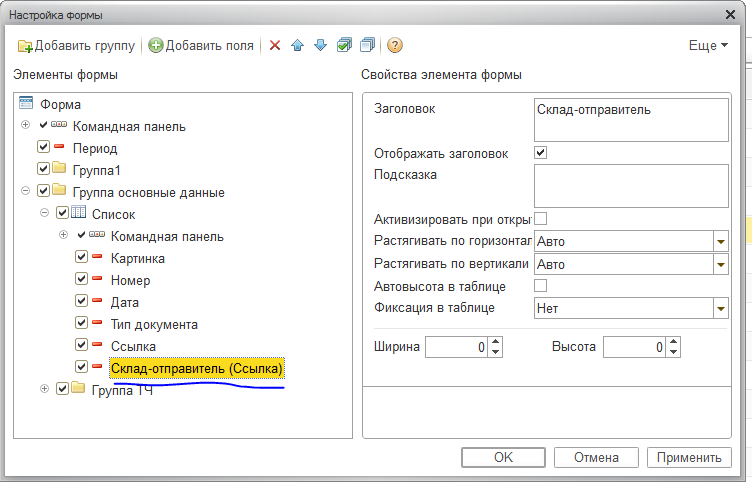 Настройка формы
Добавить группу Добавить поля ? Еще
Элементы формы
Свойства элемента формы
Форма
Командная панель
Период
Группа1
Группа основные данные
Список
Командная панель
Картинка
Номер
Дата
Тип документа
Ссылка
Склад-отправитель (Ссылка)
Группа ТЧ
Заголовок Склад-отправитель
Отображать заголовок
Подсказка
Активизировать при открыт
Растягивать по горизонтал Авто
Растягивать по вертикали Авто
Автовысота в таблице
Фиксация в таблице Нет
Ширина 0 Высота 0
OK Отмена Применить